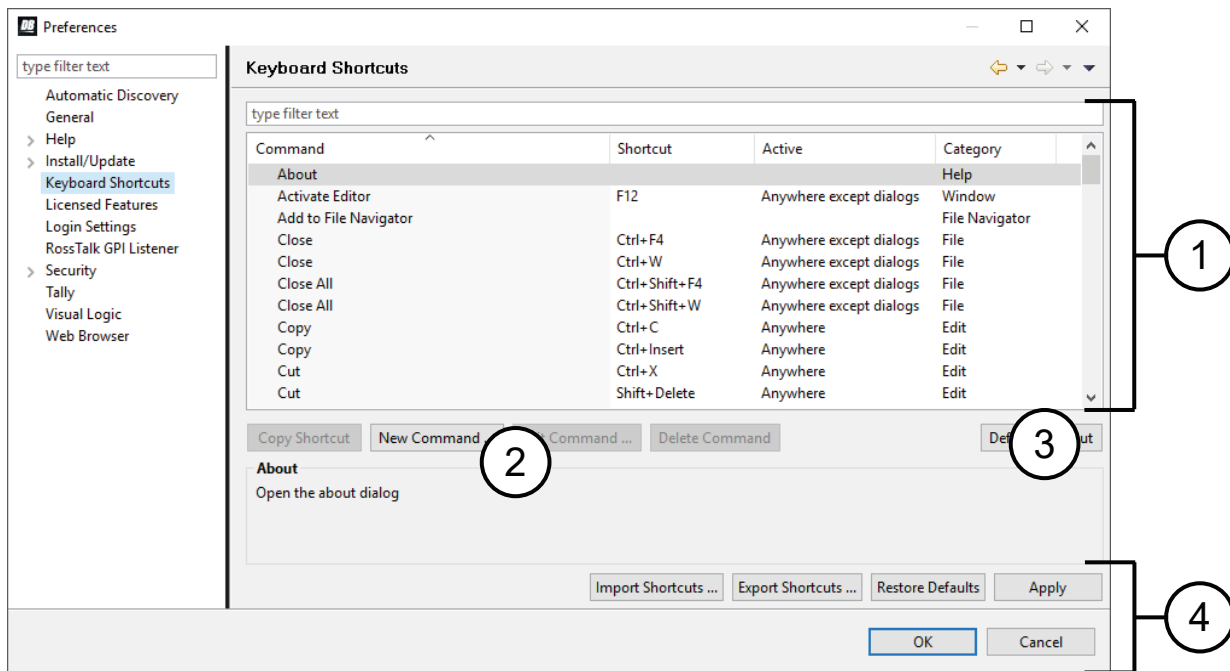 DB Preferences
type filter text
Automatic Discovery
General
Help
Install/Update
Keyboard Shortcuts
Licensed Features
Login Settings
RossTalk GPI Listener
Security
Tally
Visual Logic
Web Browser
Keyboard Shortcuts
type filter text
Command Shortcut Active Category
About Help
Activate Editor F12 Anywhere except dialogs Window
Add to File Navigator File Navigator
Close Ctrl+F4 Anywhere except dialogs File
Close Ctrl+W Anywhere except dialogs File
Close All Ctrl+Shift+F4 Anywhere except dialogs File
Close All Ctrl+Shift+W Anywhere except dialogs File
Copy Ctrl+C Anywhere Edit
Copy Ctrl+Insert Anywhere Edit
Cut Ctrl+X Anywhere Edit
Cut Shift+Delete Anywhere Edit
1
Copy Shortcut New Command Command ... Delete Command
2
3
About
Open the about dialog
Import Shortcuts ... Export Shortcuts ... Restore Defaults Apply
4
OK Cancel